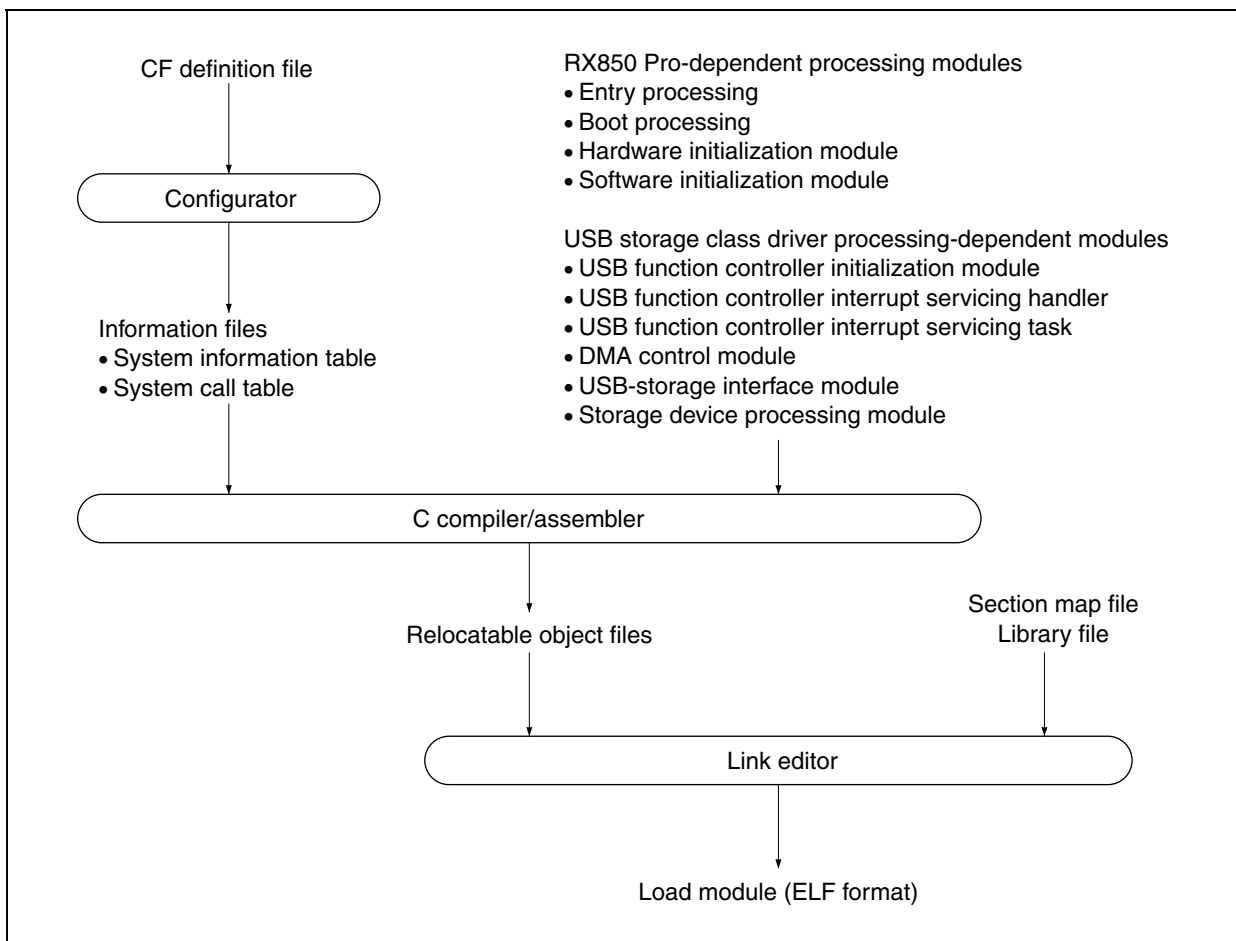 CF definition file
Configurator
Information files
• System information table
• System call table
RX850 Pro-dependent processing modules
• Entry processing
• Boot processing
• Hardware initialization module
• Software initialization module
USB storage class driver processing-dependent modules
• USB function controller initialization module
• USB function controller interrupt servicing handler
• USB function controller interrupt servicing task
• DMA control module
• USB-storage interface module
• Storage device processing module
C compiler/assembler
Relocatable object files
Section map file
Library file
Link editor
Load module (ELF format)